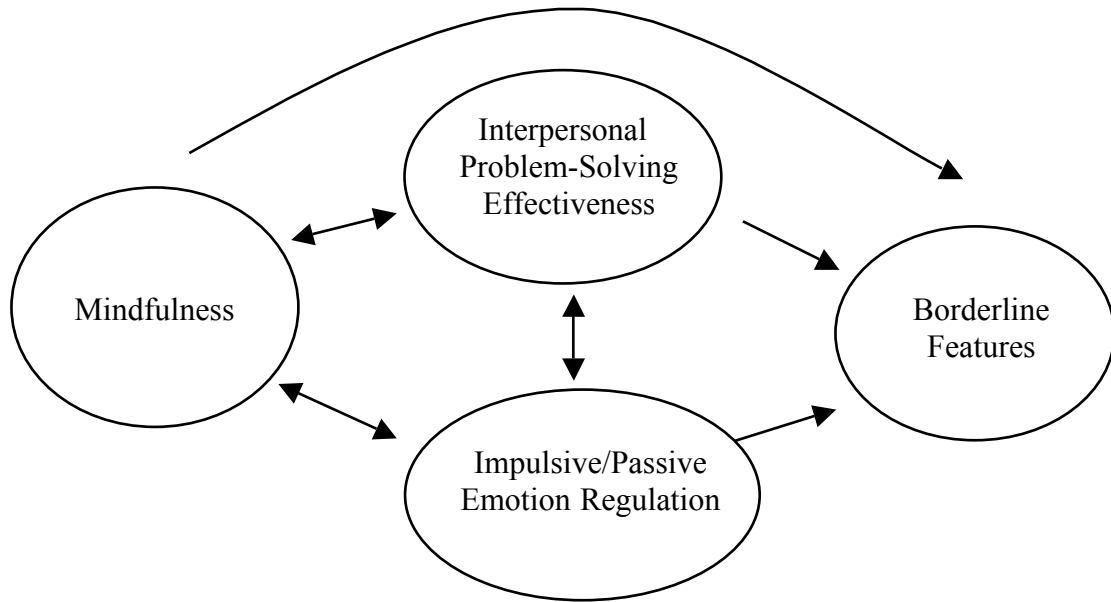 Interpersonal
Problem-Solving
Effectiveness
Mindfulness
Borderline
Features
Impulsive/Passive
Emotion Regulation